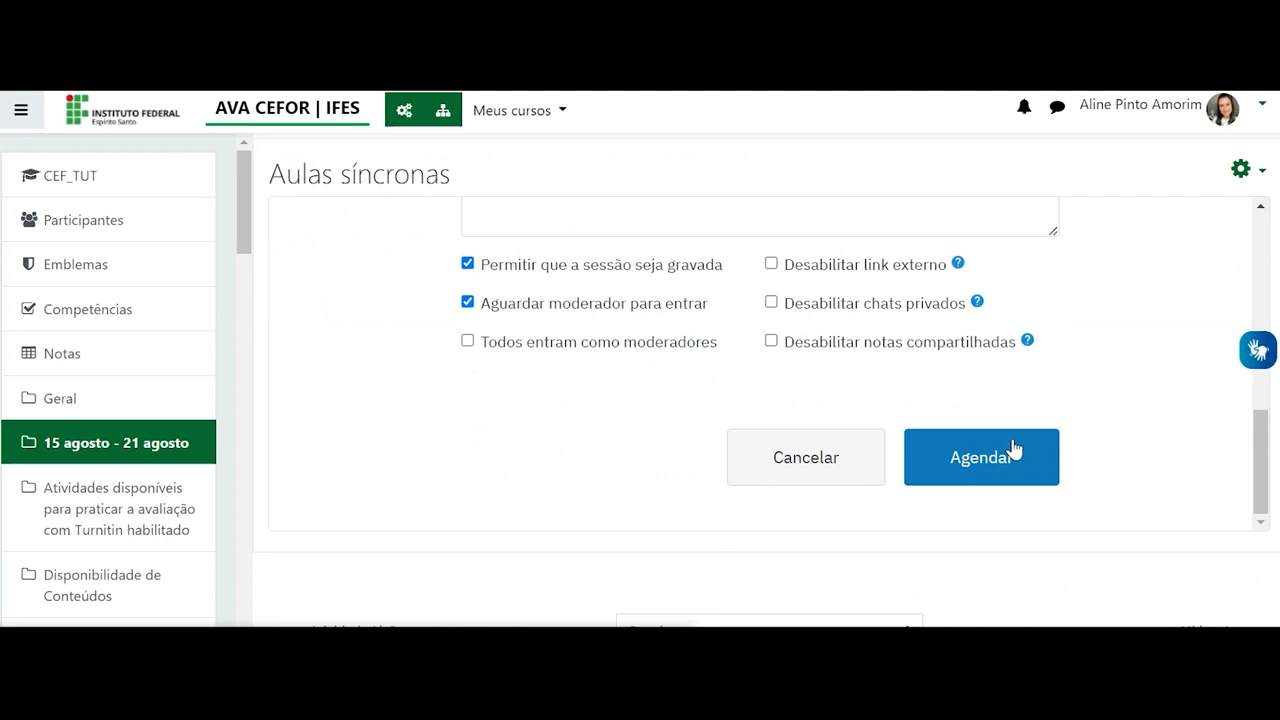 INSTITUTO FEDERAL
Espírito Santo
AVA CEFOR | IFES
Meus cursos
Aline Pinto Amorim
CEF_TUT
Participantes
Emblemas
Competências
Notas
Geral
15 agosto - 21 agosto
Atividades disponíveis
para praticar a avaliação
com Turnitin habilitado
Disponibilidade de
Conteúdos
Aulas síncronas
Permitir que a sessão seja gravada
Desabilitar link externo
Aguardar moderador para entrar
Desabilitar chats privados
Todos entram como moderadores
Desabilitar notas compartilhadas
Cancelar
Agendar